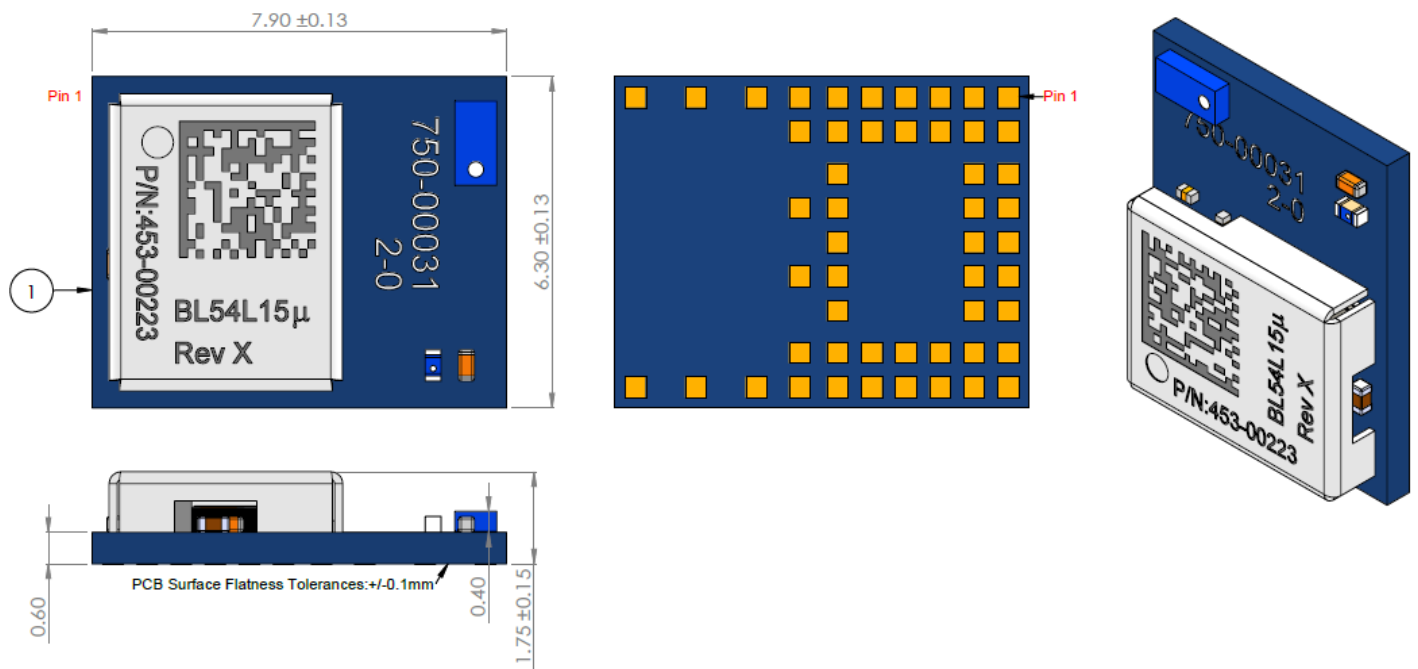 7.90 ±0.13
Pin 1
P/N:453-00223
BL54L15µ
Rev X
750-00031
2-0
6.30 ±0.13
1
Pin 1
750-00031
2-0
BL54L15µ
Rev X
P/N:453-00223
0.60
PCB Surface Flatness Tolerances:+/-0.1mm
0.40
1.75 ±0.15